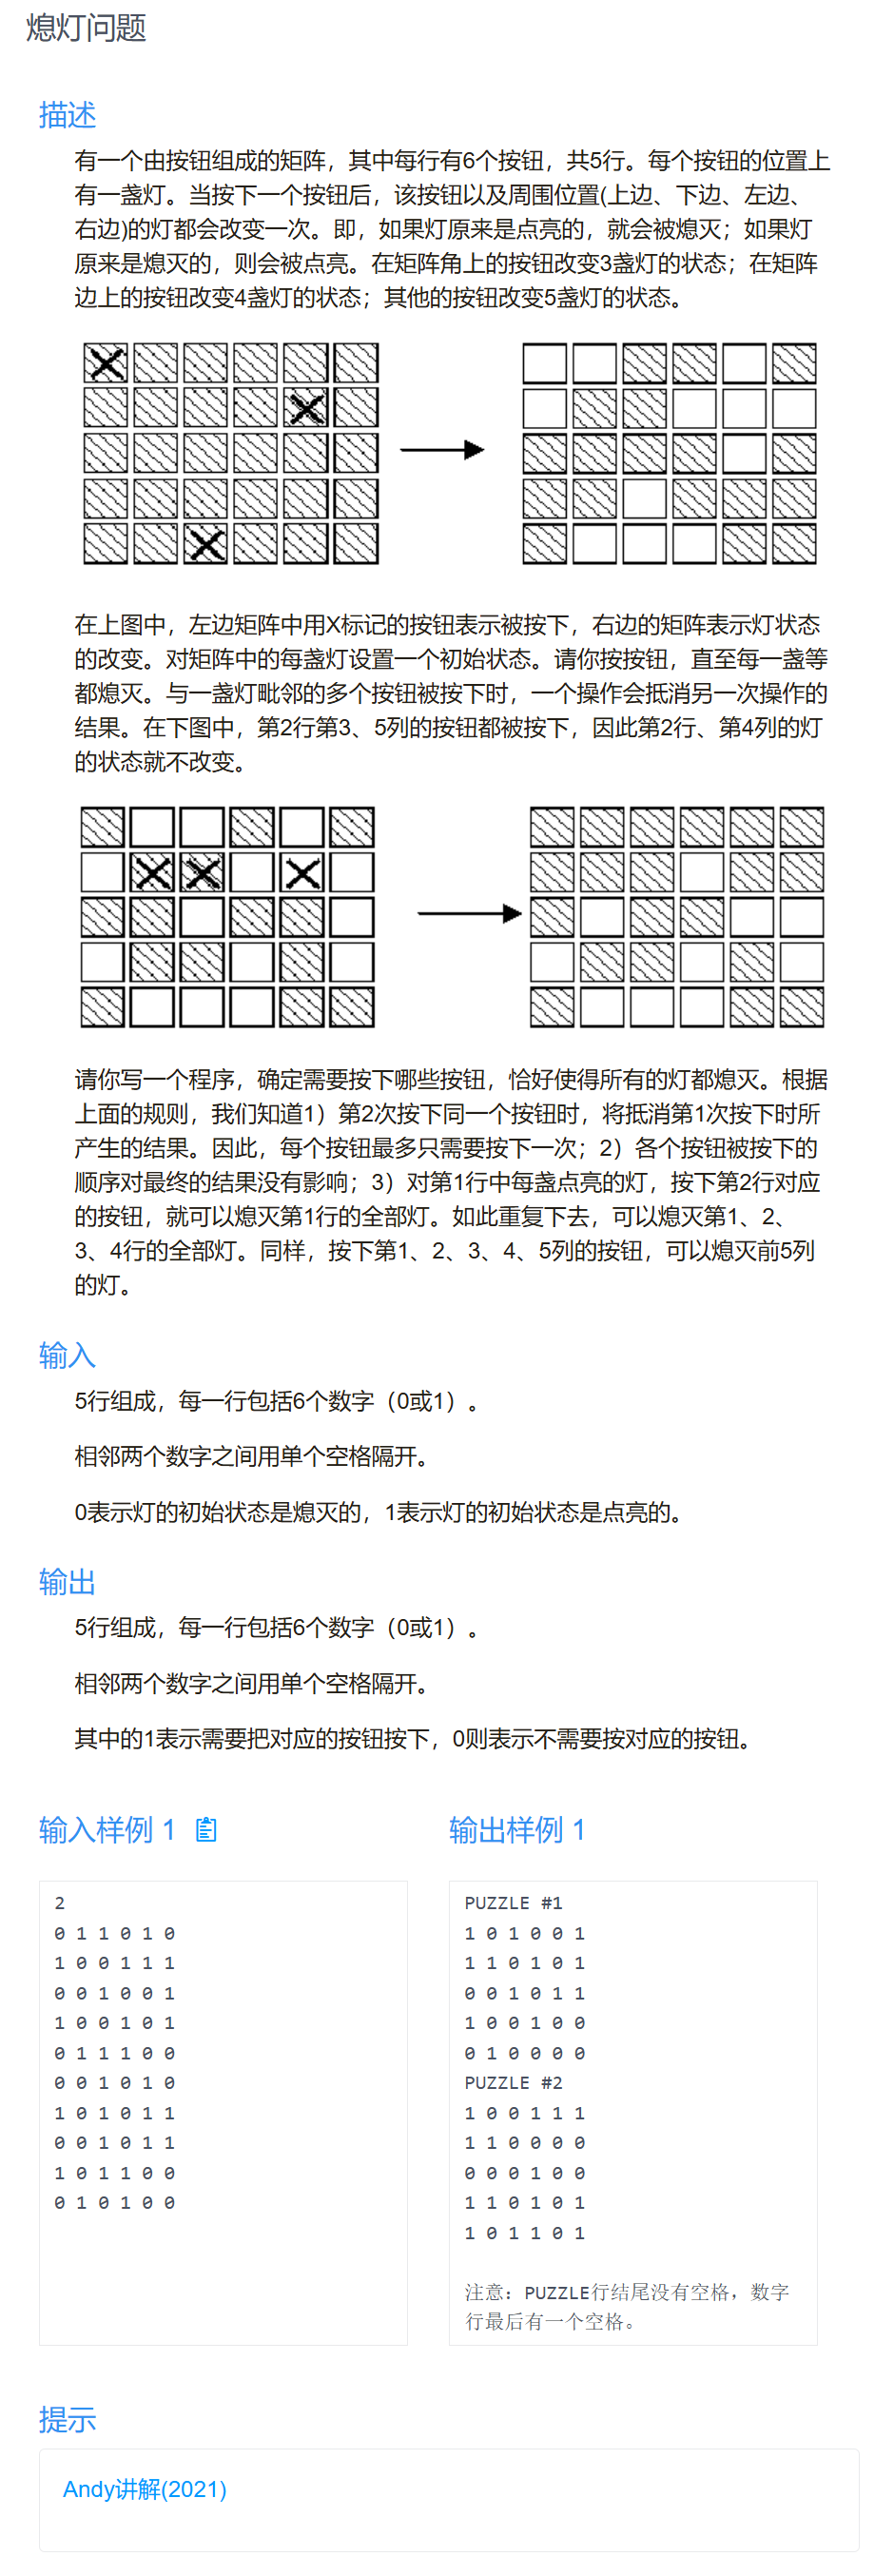 熄灯问题
描述
有一个由按钮组成的矩阵，其中每行有6个按钮，共5行。每个按钮的位置上
有一盏灯。当按下一个按钮后，该按钮以及周围位置(上边、下边、左边、
右边)的灯都会改变一次。即，如果灯原来是点亮的，就会被熄灭；如果灯
原来是熄灭的，则会被点亮。在矩阵角上的按钮改变3盏灯的状态；在矩阵
边上的按钮改变4盏灯的状态；其他的按钮改变5盏灯的状态。
在上图中，左边矩阵中用X标记的按钮表示被按下，右边的矩阵表示灯状态
的改变。对矩阵中的每盏灯设置一个初始状态。请你按按钮，直至每一盏等
都熄灭。与一盏灯毗邻的多个按钮被按下时，一个操作会抵消另一次操作的
结果。在下图中，第2行第3、5列的按钮都被按下，因此第2行、第4列的灯
的状态就不改变。
请你写一个程序，确定需要按下哪些按钮，恰好使得所有的灯都熄灭。根据
上面的规则，我们知道1）第2次按下同一个按钮时，将抵消第1次按下时所
产生的结果。因此，每个按钮最多只需要按下一次；2）各个按钮被按下的
顺序对最终的结果没有影响；3）对第1行中每盏点亮的灯，按下第2行对应
的按钮，就可以熄灭第1行的全部灯。如此重复下去，可以熄灭第1、2、
3、4行的全部灯。同样，按下第1、2、3、4、5列的按钮，可以熄灭前5列
的灯。
输入
5行组成，每一行包括6个数字（0或1）。
相邻两个数字之间用单个空格隔开。
0表示灯的初始状态是熄灭的，1表示灯的初始状态是点亮的。
输出
5行组成，每一行包括6个数字（0或1）。
相邻两个数字之间用单个空格隔开。
其中的1表示需要把对应的按钮按下，0则表示不需要按对应的按钮。
输入样例 1
2
0 1 1 0 1 0
1 0 0 1 1 1
0 0 1 0 0 1
1 0 0 1 0 1
0 1 1 1 0 0
0 0 1 0 1 0
1 0 1 0 1 1
0 0 1 0 1 1
1 0 1 1 0 0
0 1 0 1 0 0
输出样例 1
PUZZLE #1
1 0 1 0 0 1
1 1 0 1 0 1
0 0 1 0 1 1
1 0 0 1 0 0
0 1 0 0 0 0
PUZZLE #2
1 0 0 1 1 1
1 1 0 0 0 0
0 0 0 1 0 0
1 1 0 1 0 1
1 0 1 1 0 1
注意：PUZZLE行结尾没有空格，数字
行最后有一个空格。
提示
Andy讲解(2021)